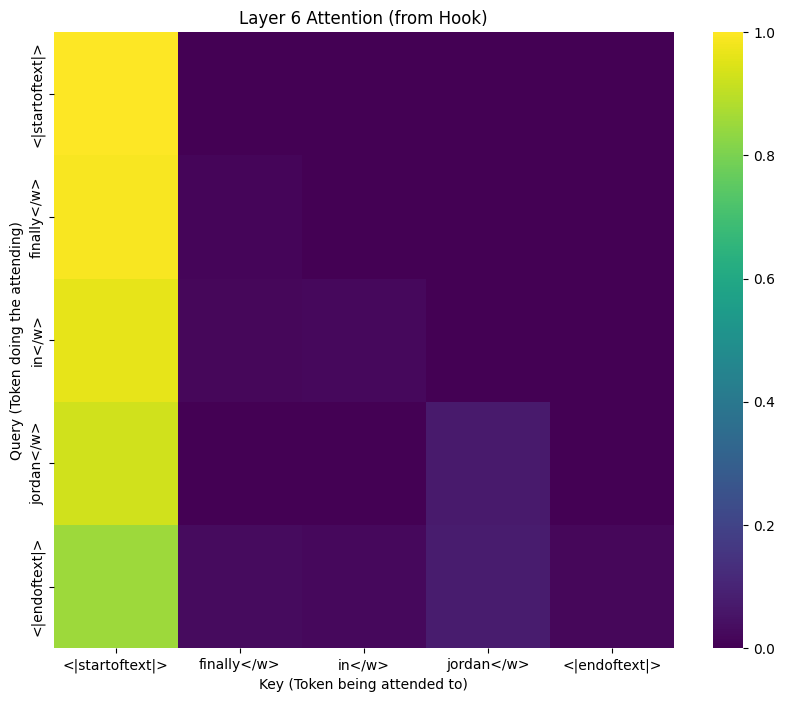 Layer 6 Attention (from Hook)
Query (Token doing the attending)
<|startoftext|>
finally</w>
in</w>
jordan</w>
<|endoftext|>
<|startoftext|>
finally</w>
in</w>
jordan</w>
<|endoftext|>
Key (Token being attended to)
1.0
0.8
0.6
0.4
0.2
0.0